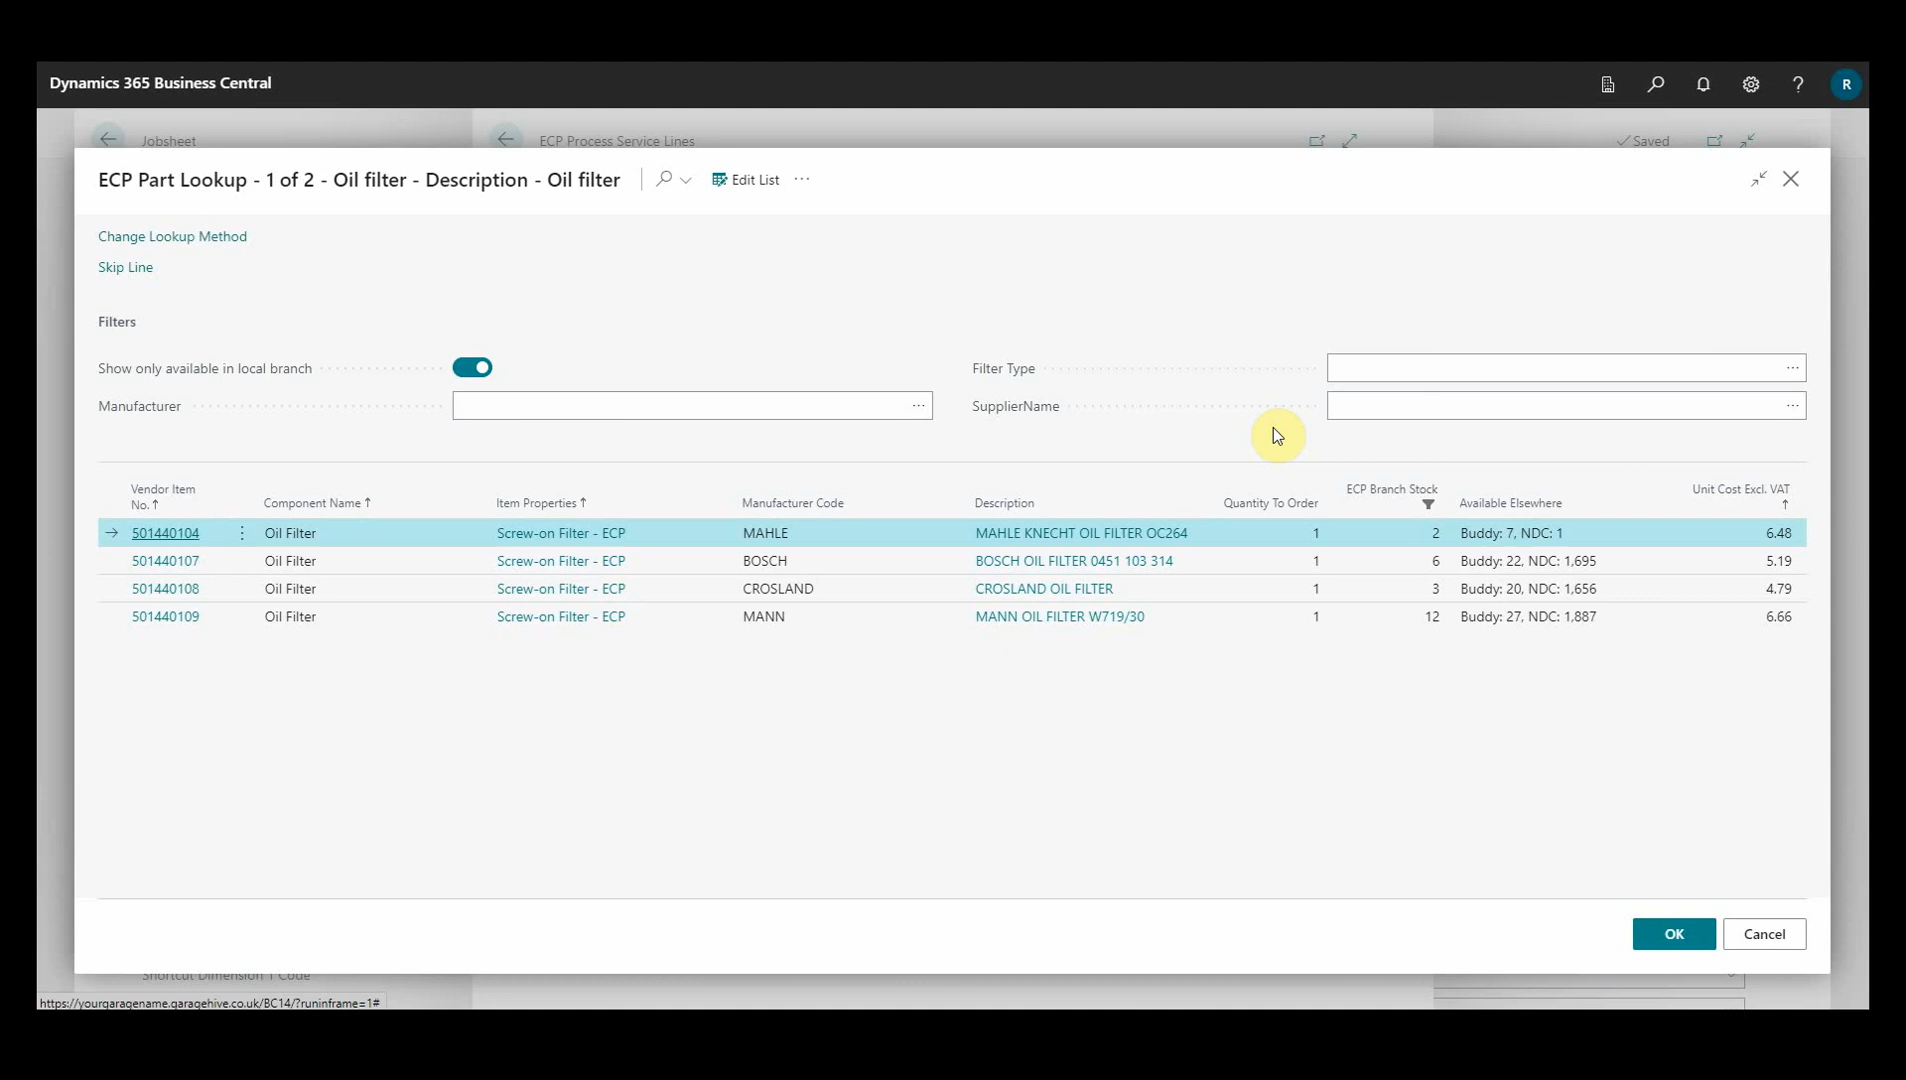 Dynamics 365 Business Central
R
Jobsheet
ECP Process Service Lines
Saved
ECP Part Lookup - 1 of 2 - Oil filter - Description - Oil filter
Edit List
Change Lookup Method
Skip Line
Filters
Show only available in local branch
Filter Type
Manufacturer
SupplierName
Vendor Item No. Component Name Item Properties Manufacturer Code Description Quantity To Order ECP Branch Stock Available Elsewhere Unit Cost Excl. VAT
501440104 Oil Filter Screw-on Filter - ECP MAHLE MAHLE KNECHT OIL FILTER OC264 1 2 Buddy: 7, NDC: 1 6.48
501440107 Oil Filter Screw-on Filter - ECP BOSCH BOSCH OIL FILTER 0451 103 314 1 6 Buddy: 22, NDC: 1,695 5.19
501440108 Oil Filter Screw-on Filter - ECP CROSLAND CROSLAND OIL FILTER 1 3 Buddy: 20, NDC: 1,656 4.79
501440109 Oil Filter Screw-on Filter - ECP MANN MANN OIL FILTER W719/30 1 12 Buddy: 27, NDC: 1,887 6.66
OK
Cancel
Shortcut Dimension 1 Code
https://yourgaragename.garagehive.co.uk/BC14/?runinframe=1#